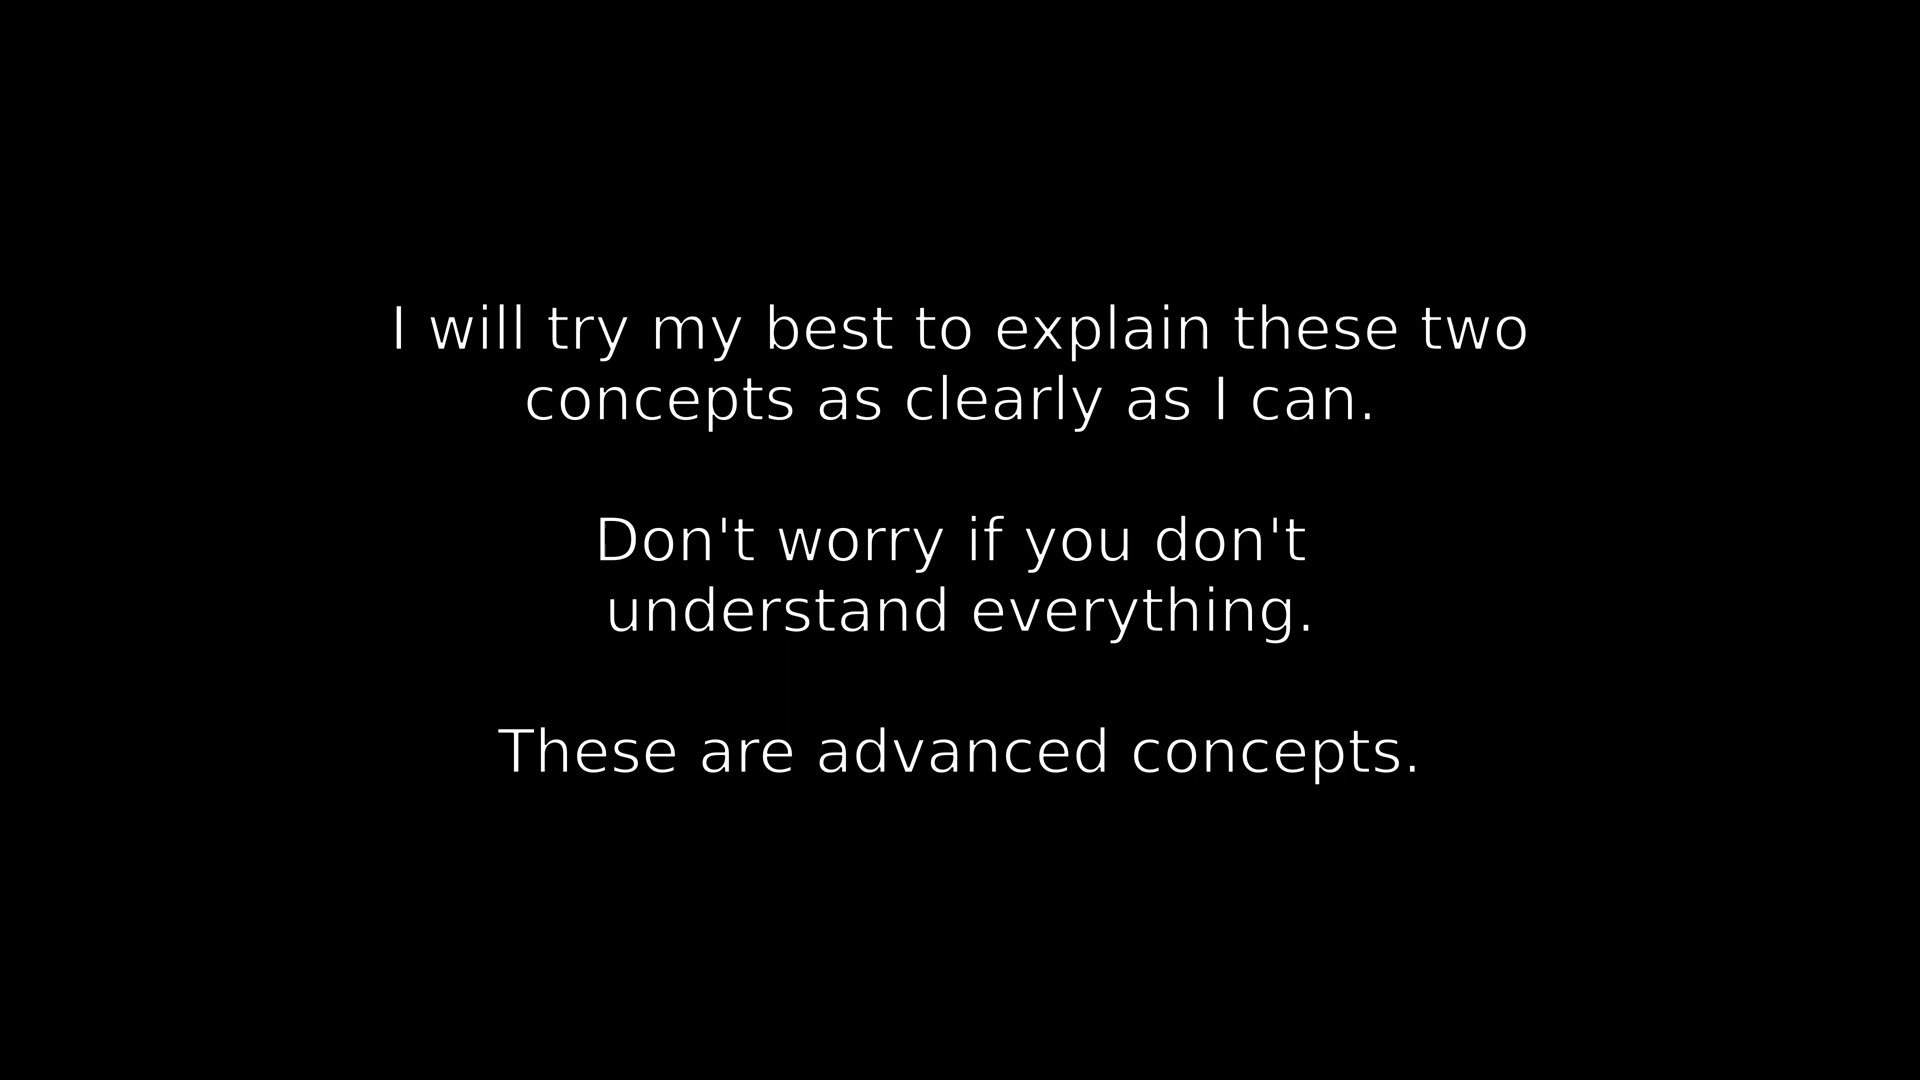 I will try my best to explain these two
concepts as clearly as I can.
Don't worry if you don't
understand everything.
These are advanced concepts.